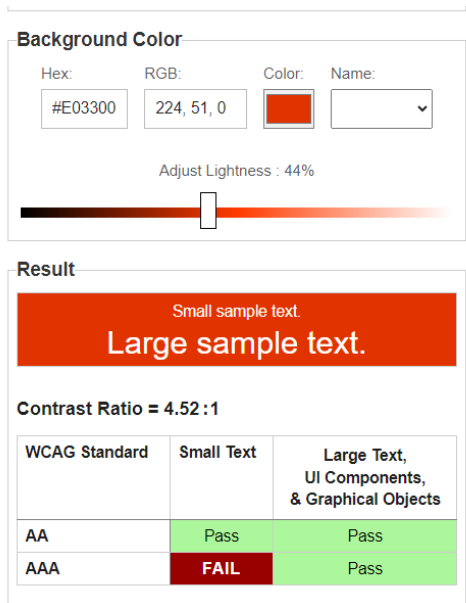 Background Color
Hex: RGB: Color: Name:
#E03300 224, 51, 0
Adjust Lightness : 44%
Result
Small sample text.
Large sample text.
Contrast Ratio = 4.52:1
WCAG Standard Small Text Large Text,
UI Components,
& Graphical Objects
AA Pass Pass
AAA FAIL Pass